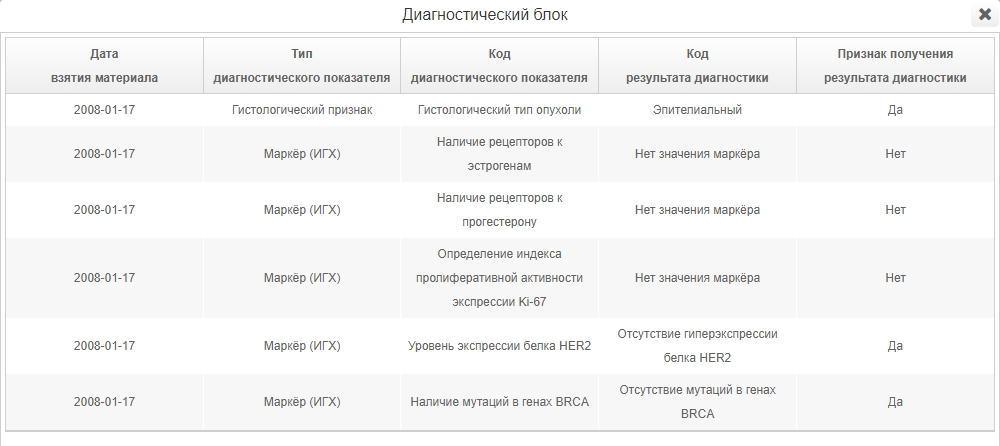 Диагностический блок
Дата взятия материала	Тип диагностического показателя	Код диагностического показателя	Код результата диагностики	Признак получения результата диагностики
2008-01-17	Гистологический признак	Гистологический тип опухоли	Эпителиальный	Да
2008-01-17	Маркёр (ИГХ)	Наличие рецепторов к эстрогенам	Нет значения маркёра	Нет
2008-01-17	Маркёр (ИГХ)	Наличие рецепторов к прогестерону	Нет значения маркёра	Нет
2008-01-17	Маркёр (ИГХ)	Определение индекса пролиферативной активности экспрессии Ki-67	Нет значения маркёра	Нет
2008-01-17	Маркёр (ИГХ)	Уровень экспрессии белка HER2	Отсутствие гиперэкспрессии белка HER2	Да
2008-01-17	Маркёр (ИГХ)	Наличие мутаций в генах BRCA	Отсутствие мутаций в генах BRCA	Да